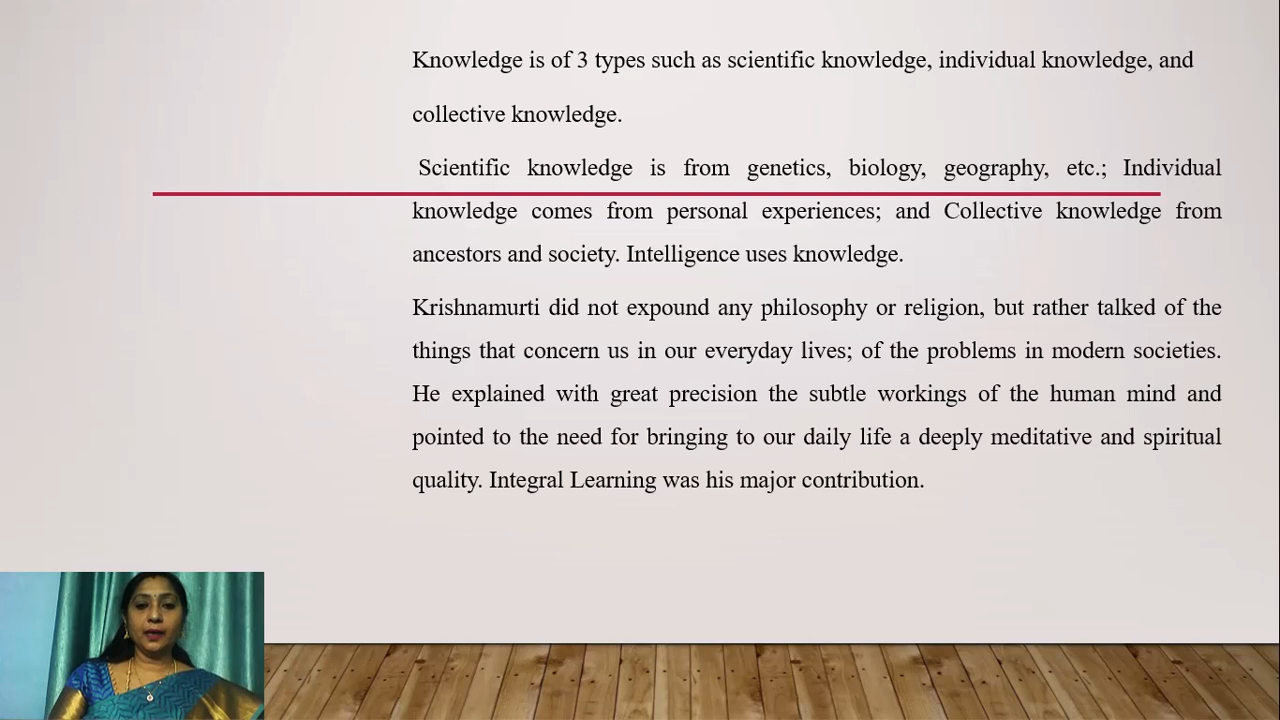 Knowledge is of 3 types such as scientific knowledge, individual knowledge, and
collective knowledge.
Scientific knowledge is from genetics, biology, geography, etc.; Individual
knowledge comes from personal experiences; and Collective knowledge from
ancestors and society. Intelligence uses knowledge.
Krishnamurti did not expound any philosophy or religion, but rather talked of the
things that concern us in our everyday lives; of the problems in modern societies.
He explained with great precision the subtle workings of the human mind and
pointed to the need for bringing to our daily life a deeply meditative and spiritual
quality. Integral Learning was his major contribution.